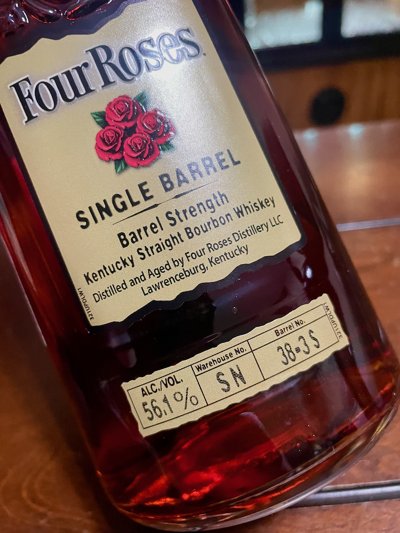 Four Roses
SINGLE BARREL
Barrel Strength
Kentucky Straight Bourbon Whiskey
Distilled and Aged by Four Roses Distillery LLC
Lawrenceburg, Kentucky
ALC./VOL.
56.1%
Warehouse No.
SN
Barrel No.
38-3S